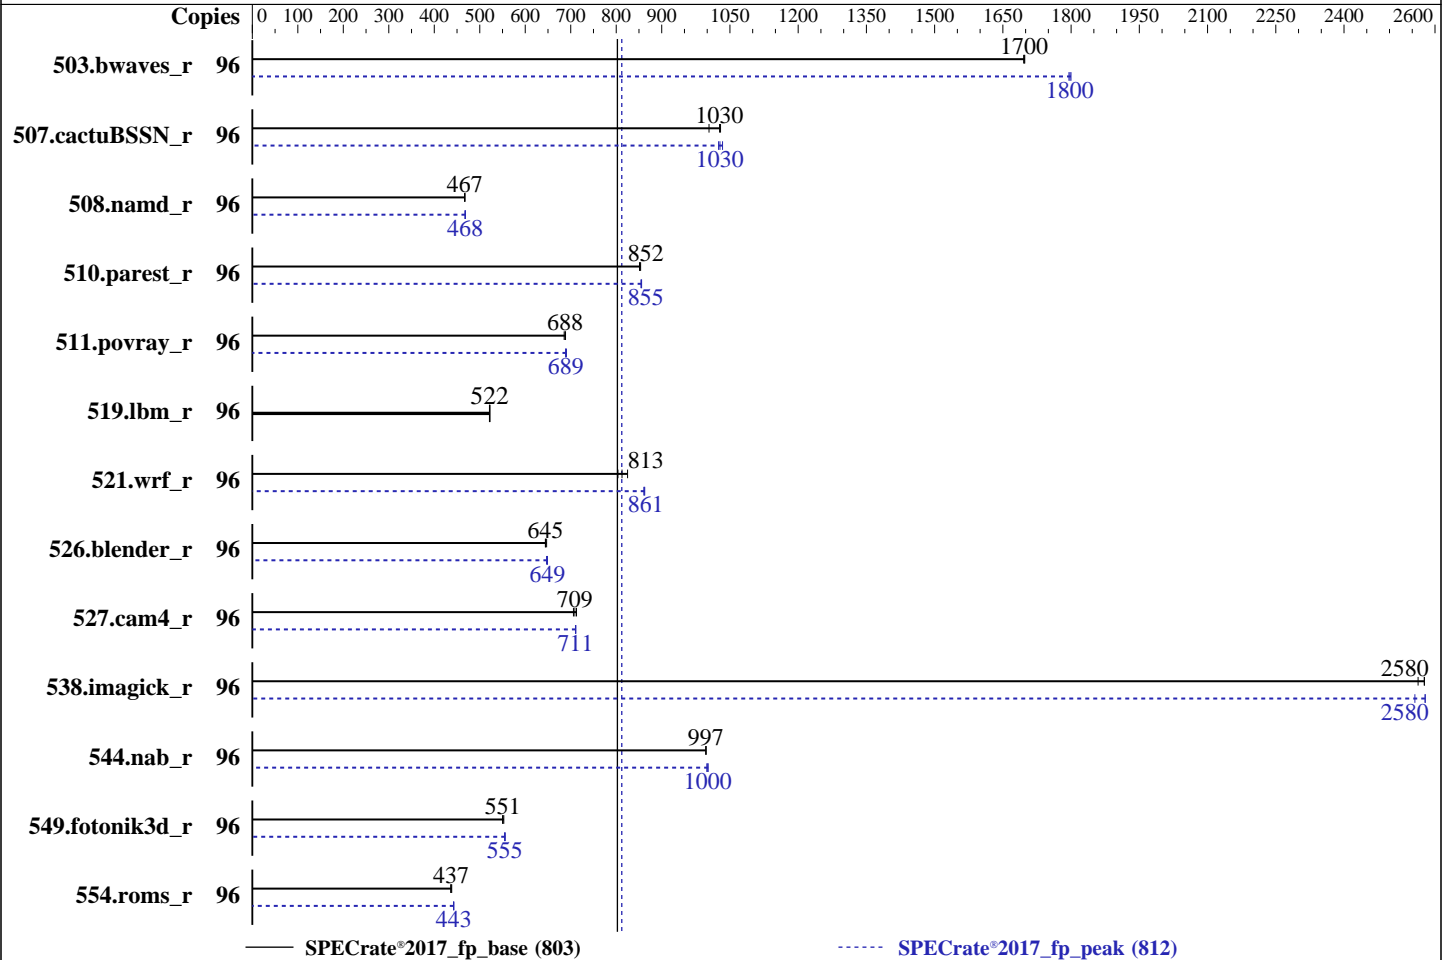 Copies 0 100 200 300 400 500 600 700 800 900 1050 1200 1350 1500 1650 1800 1950 2100 2250 2400 2600
503.bwaves_r 96 1700
1800
507.cactuBSSN_r 96 1030
1030
508.namd_r 96 467
468
510.parest_r 96 852
855
511.povray_r 96 688
689
519.lbm_r 96 522
521.wrf_r 96 813
861
526.blender_r 96 645
649
527.cam4_r 96 709
711
538.imagick_r 96 2580
2580
544.nab_r 96 997
1000
549.fotonik3d_r 96 551
555
554.roms_r 96 437
443
SPECrate®2017_fp_base (803) SPECrate®2017_fp_peak (812)